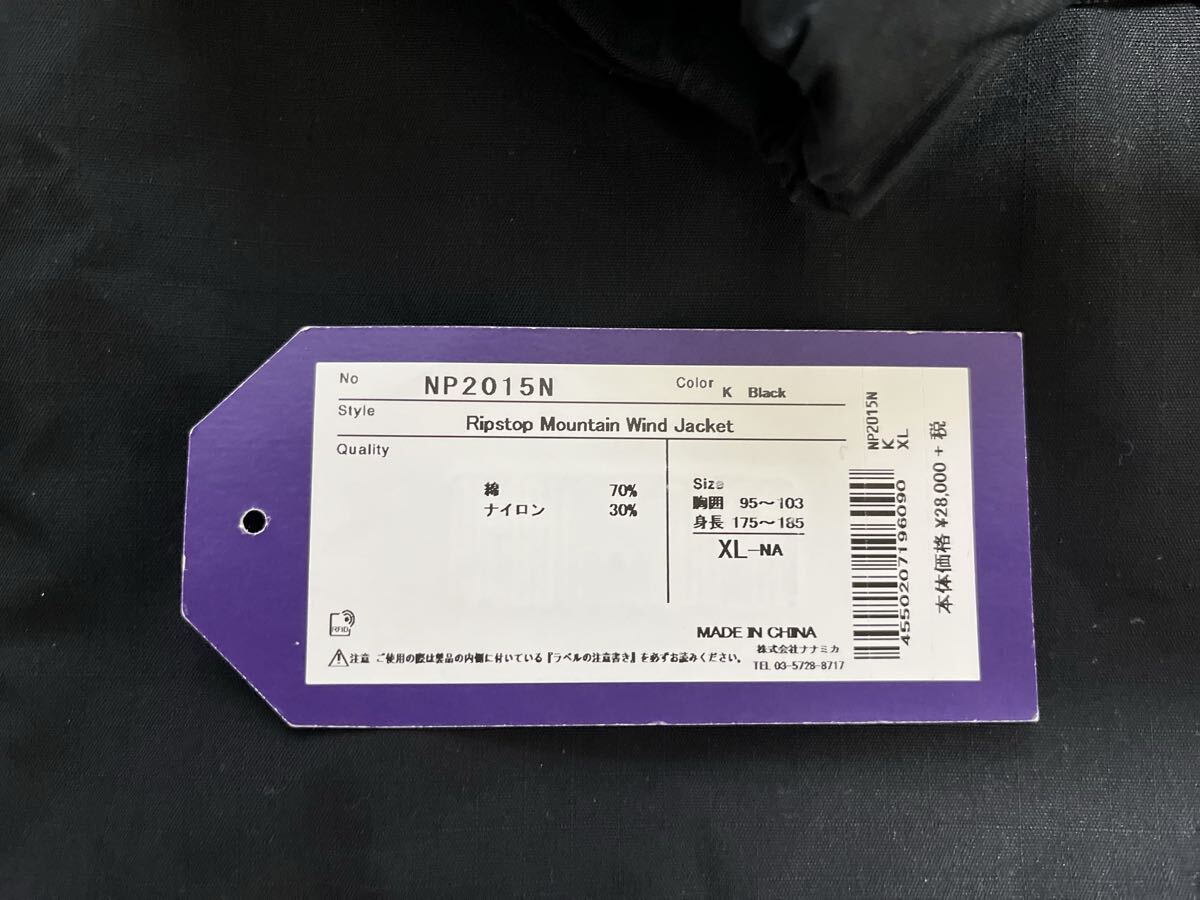 No NP2015N Color K Black
Style Ripstop Mountain Wind Jacket
Quality
綿 70%
ナイロン 30%
Size
胸囲 95〜103
身長 175〜185
XL-NA
RFID
MADE IN CHINA
株式会社ナナミカ
TEL 03-5728-8717
注意 ご使用の際は製品の内側に付いている『ラベルの注意書き』を必ずお読みください。
NP2015N
K
XL
4550207196090
本体価格 ¥28,000 + 税